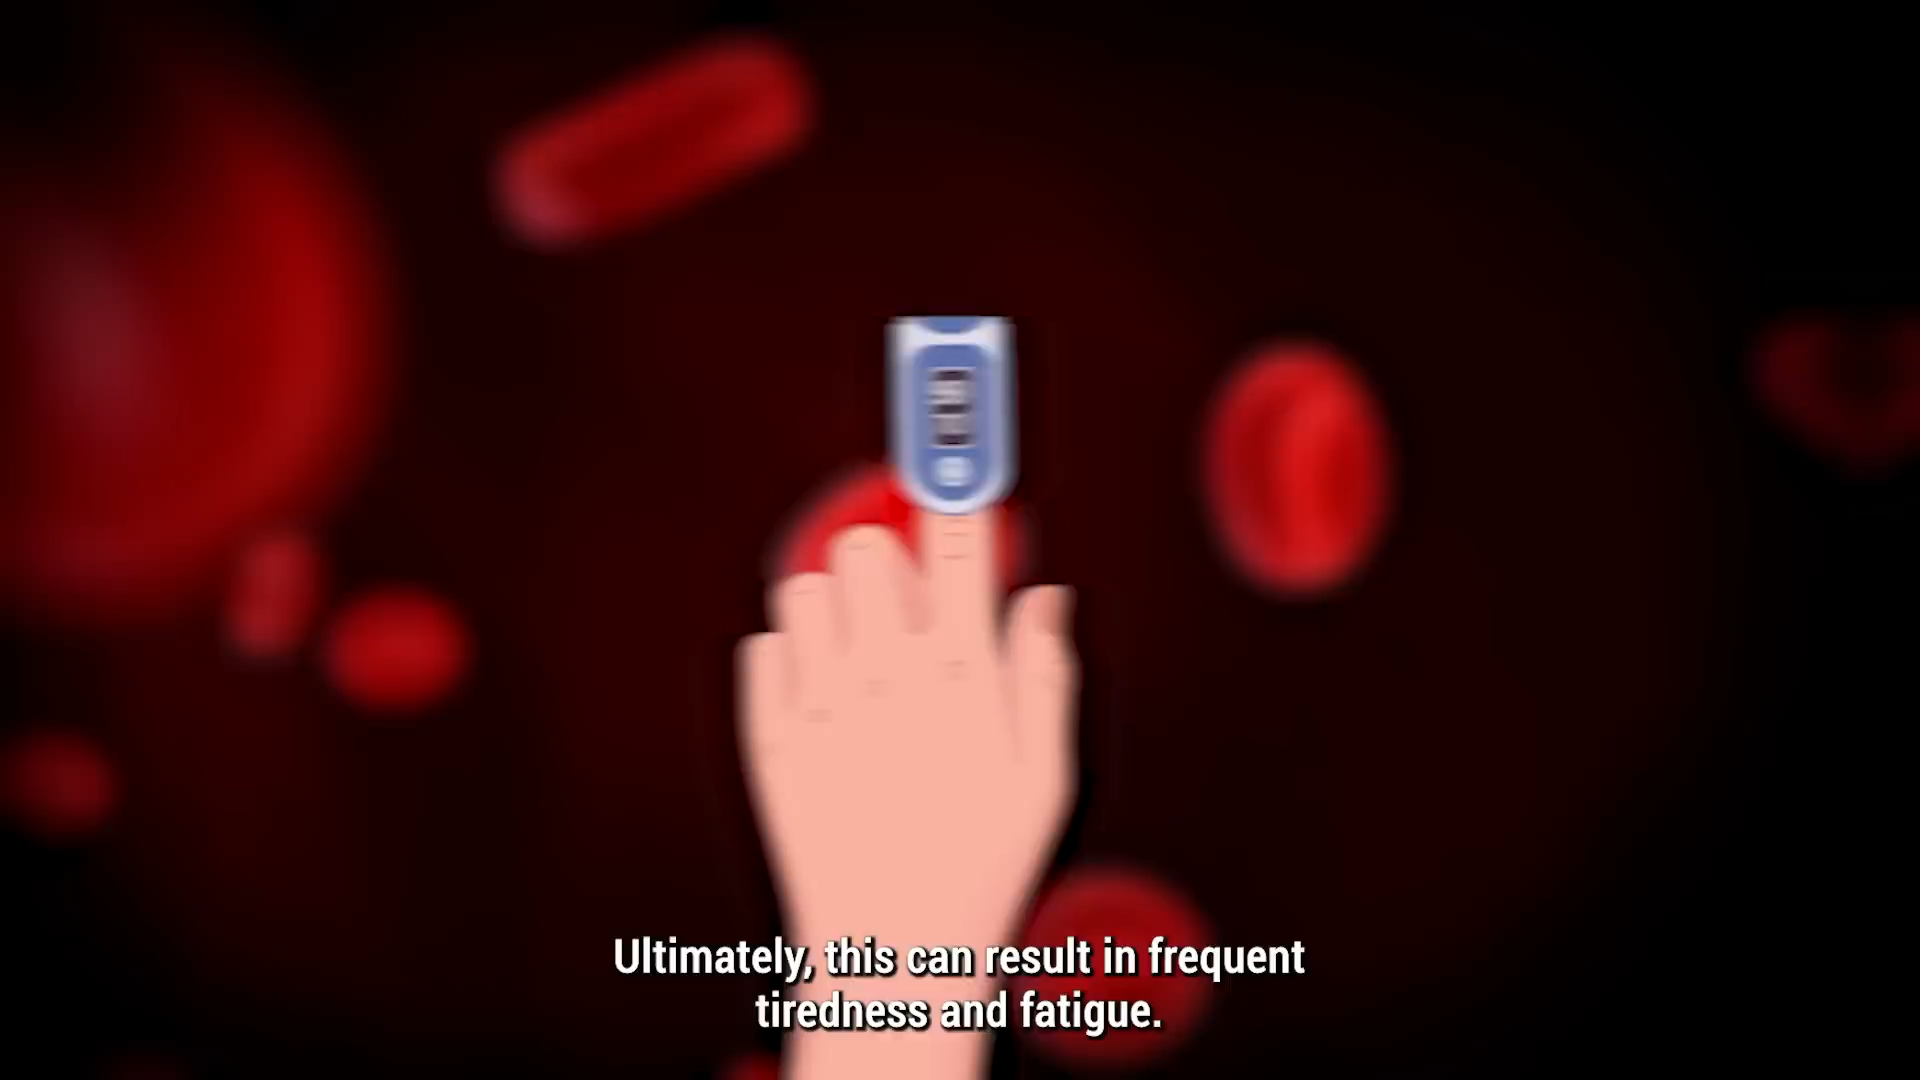 Ultimately, this can result in frequent
tiredness and fatigue.